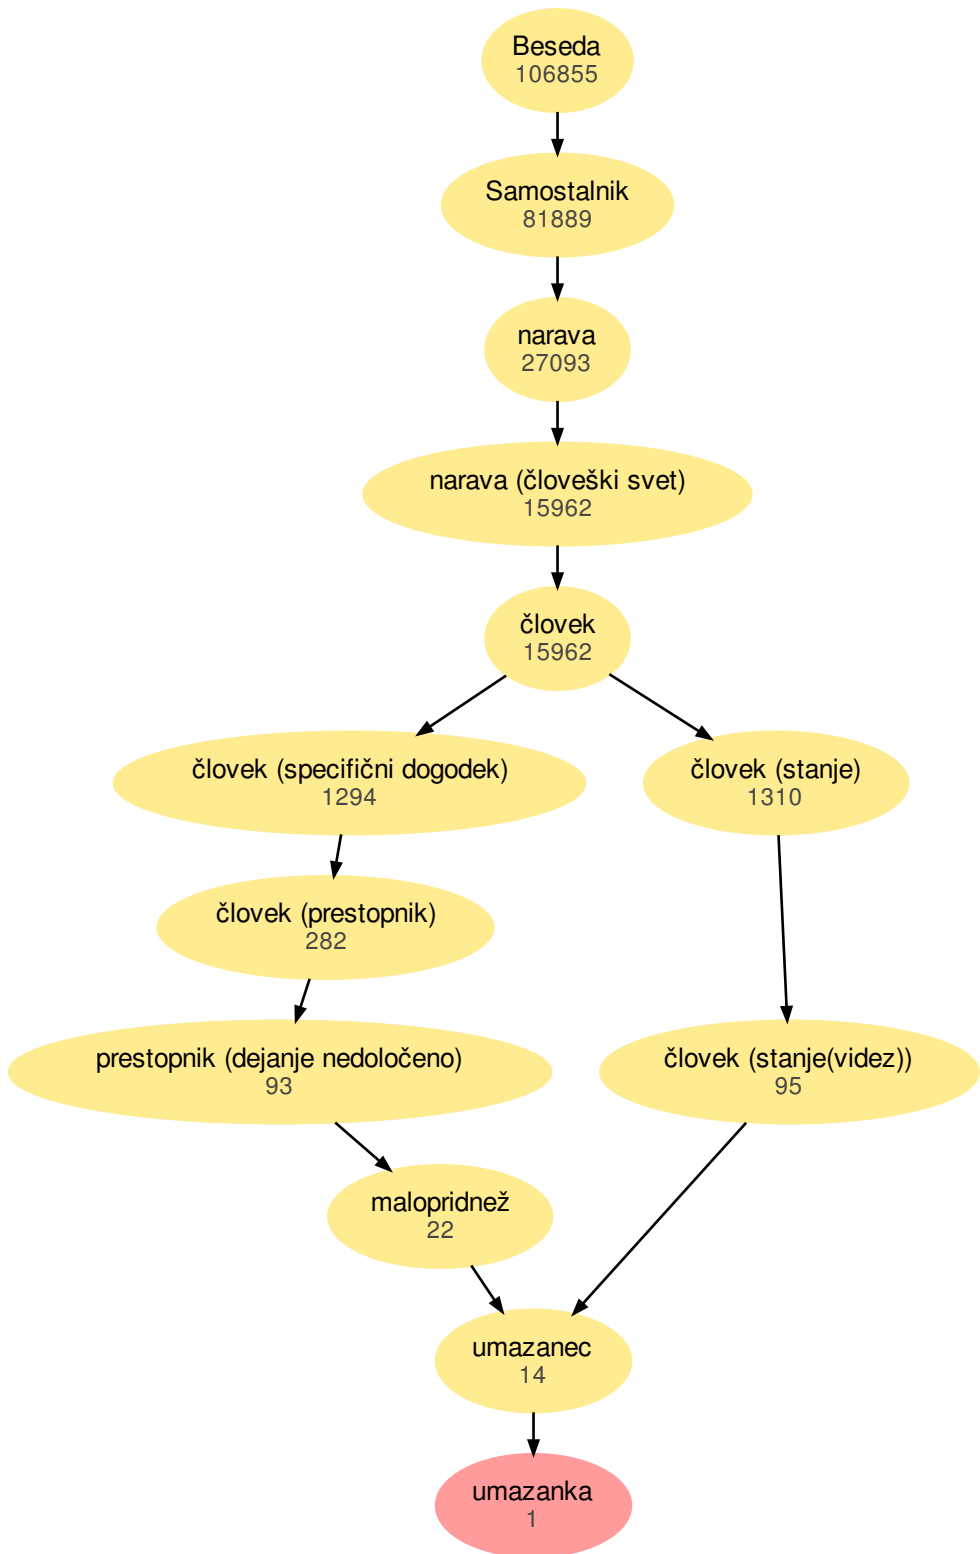 Beseda
106855
Samostalnik
81889
narava
27093
narava (človeški svet)
15962
človek
15962
človek (specifični dogodek)
1294
človek (stanje)
1310
človek (prestopnik)
282
prestopnik (dejanje nedoločeno)
93
človek (stanje(videz))
95
malopridnež
22
umazanec
14
umazanka
1